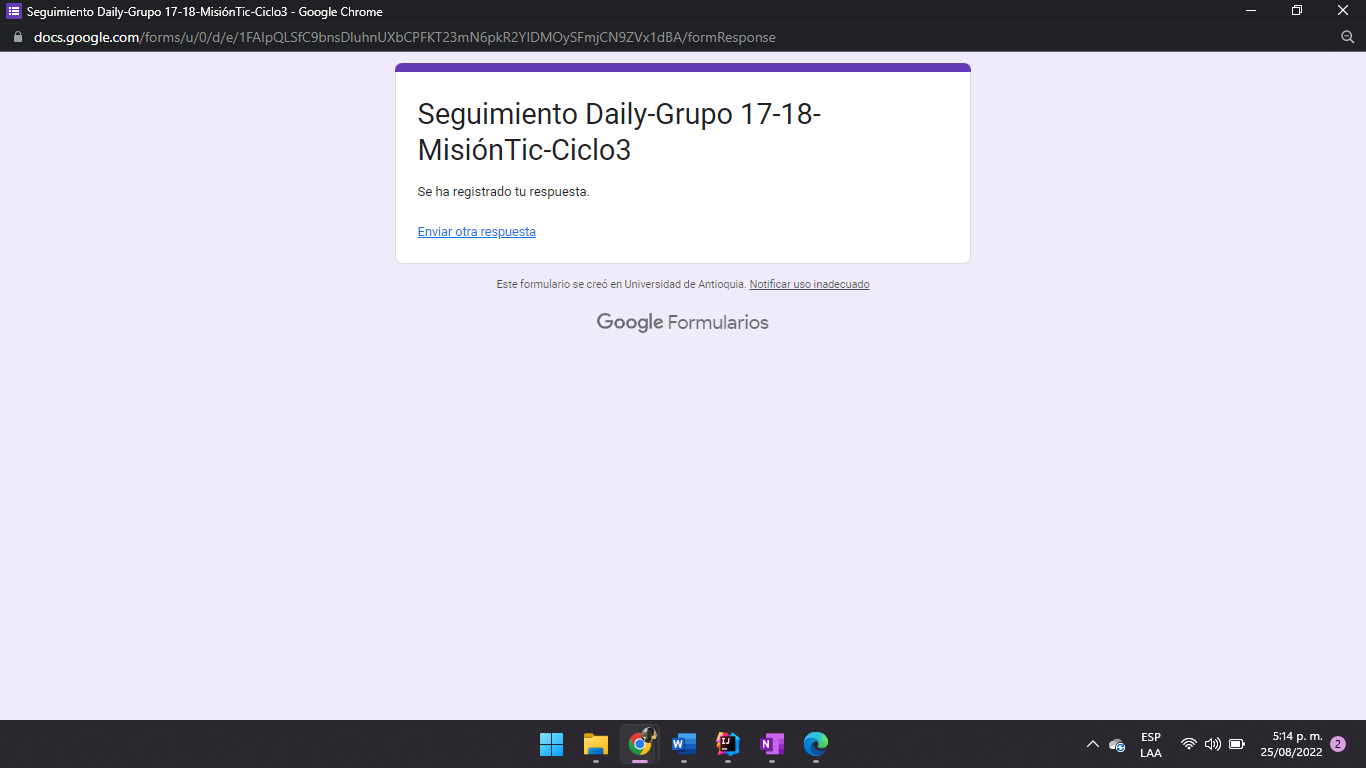 Seguimiento Daily-Grupo 17-18-MisiónTic-Ciclo3 - Google Chrome
docs.google.com/forms/u/0/d/e/1FAIpQLSfC9bnsDluhnUXbCPFKT23mN6pkR2YIDMOySFmjCN9ZVx1dBA/formResponse
Seguimiento Daily-Grupo 17-18-
MisiónTic-Ciclo3
Se ha registrado tu respuesta.
Enviar otra respuesta
Este formulario se creó en Universidad de Antioquia. Notificar uso inadecuado
Google Formularios
ESP
LAA
5:14 p. m.
25/08/2022
2